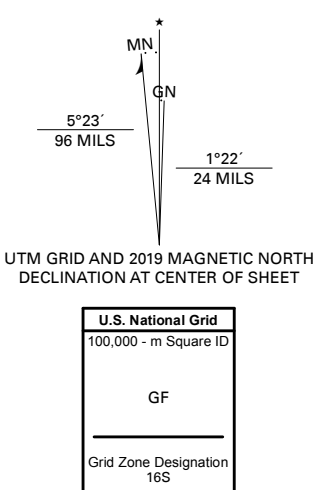 ★
MN
GN
5°23´
96 MILS
1°22´
24 MILS
UTM GRID AND 2019 MAGNETIC NORTH
DECLINATION AT CENTER OF SHEET
U.S. National Grid
100,000 - m Square ID
GF
Grid Zone Designation
16S